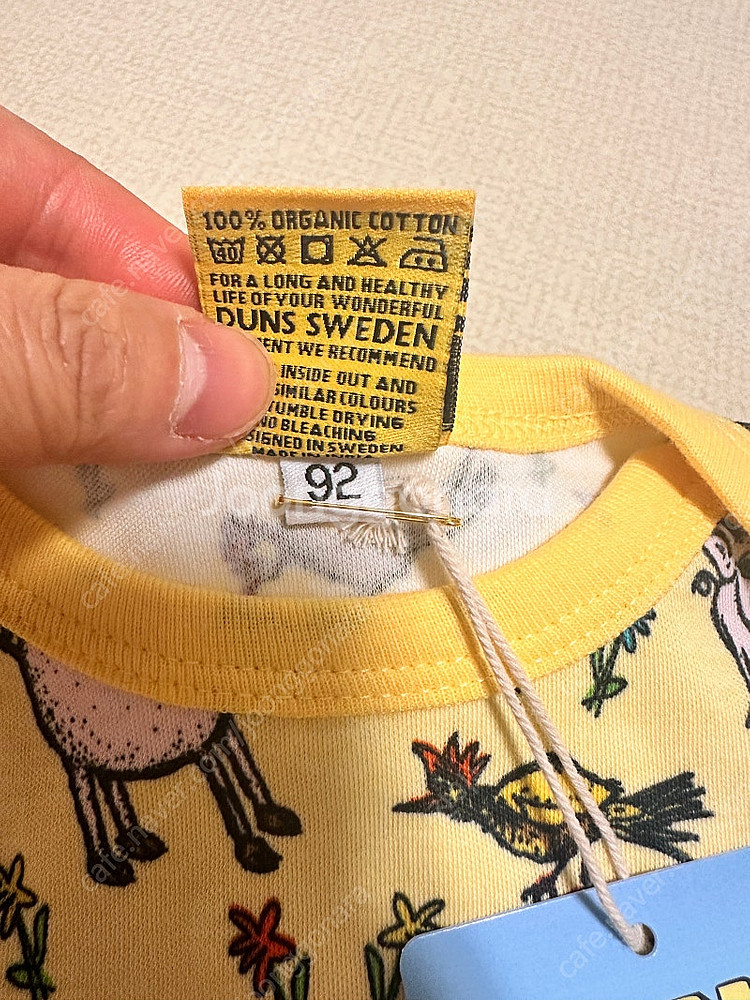 100% ORGANIC COTTON
40
FOR A LONG AND HEALTHY
LIFE OF YOUR WONDERFUL
DUNS SWEDEN
WE RECOMMEND
INSIDE OUT AND
SIMILAR COLOURS
TUMBLE DRYING
NO BLEACHING
SIGNED IN SWEDEN
MADE IN
92